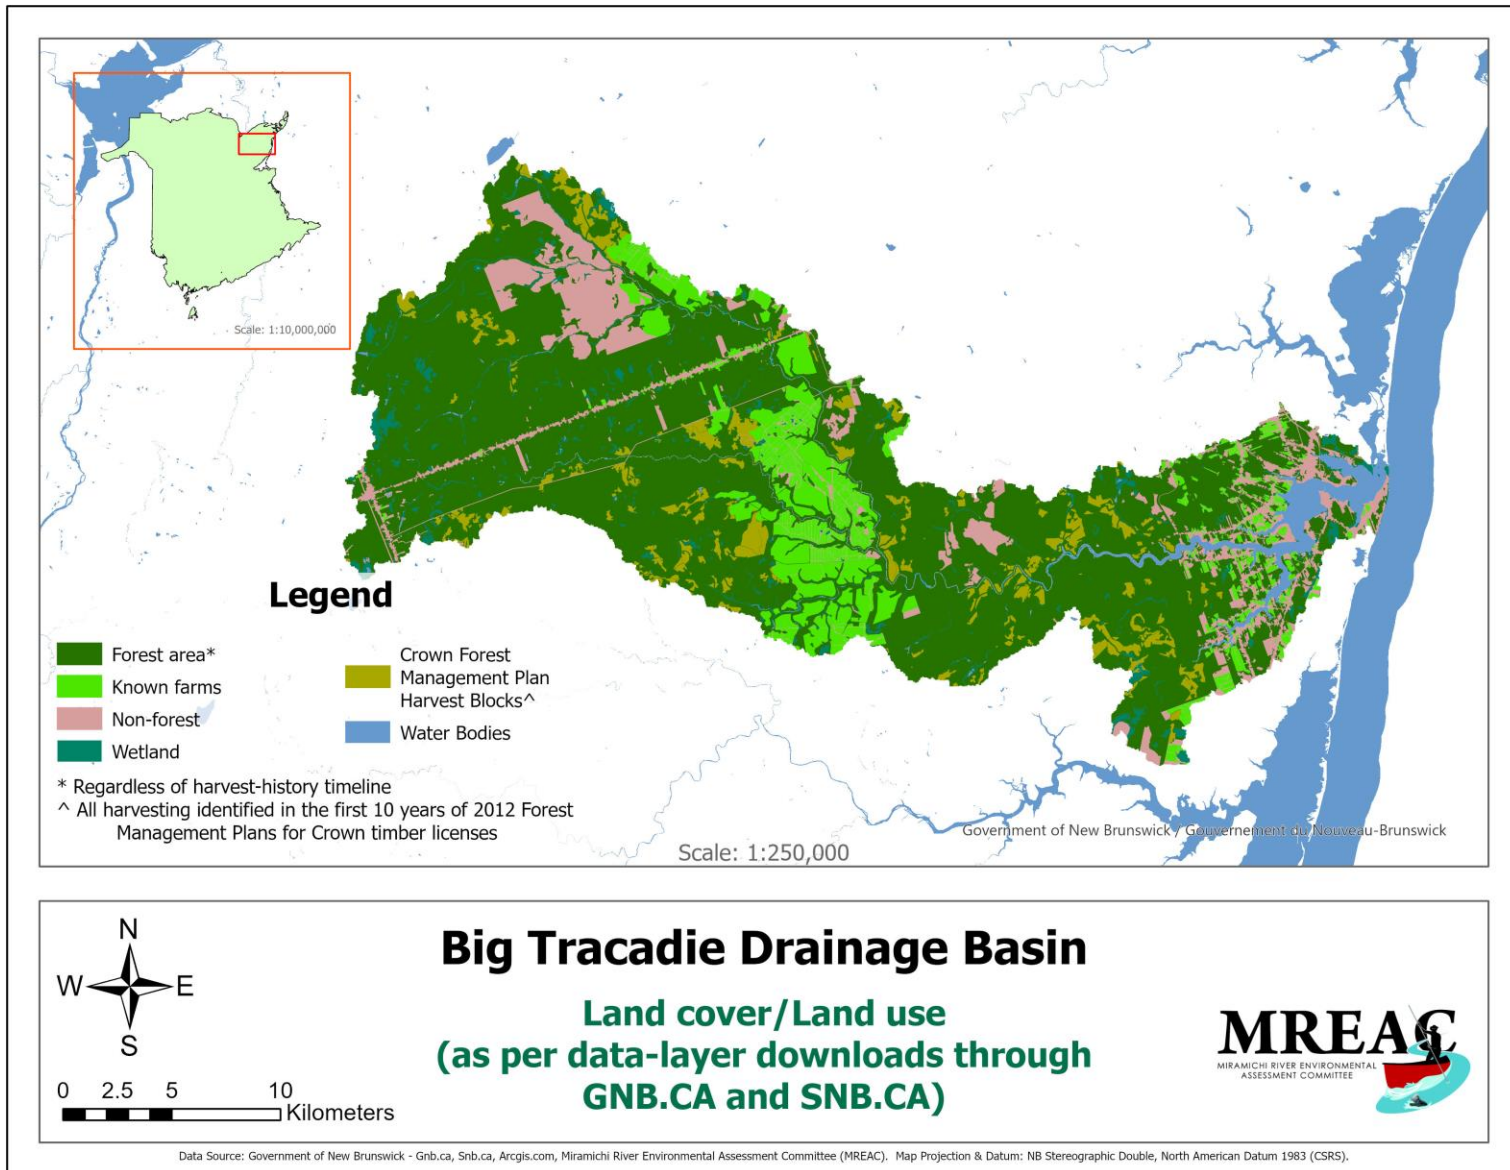 Scale: 1:10,000,000
Legend
Forest area*
Known farms
Non-forest
Wetland
Crown Forest
Management Plan
Harvest Blocks^
Water Bodies
* Regardless of harvest-history timeline
^ All harvesting identified in the first 10 years of 2012 Forest
Management Plans for Crown timber licenses
Government of New Brunswick / Gouvernement du Nouveau-Brunswick
Scale: 1:250,000
N
W E
S
0 2.5 5 10
Kilometers
Big Tracadie Drainage Basin
Land cover/Land use
(as per data-layer downloads through
GNB.CA and SNB.CA)
MREAC
MIRAMICHI RIVER ENVIRONMENTAL
ASSESSMENT COMMITTEE
Data Source: Government of New Brunswick - Gnb.ca, Snb.ca, Arcgis.com, Miramichi River Environmental Assessment Committee (MREAC). Map Projection & Datum: NB Stereographic Double, North American Datum 1983 (CSRS).